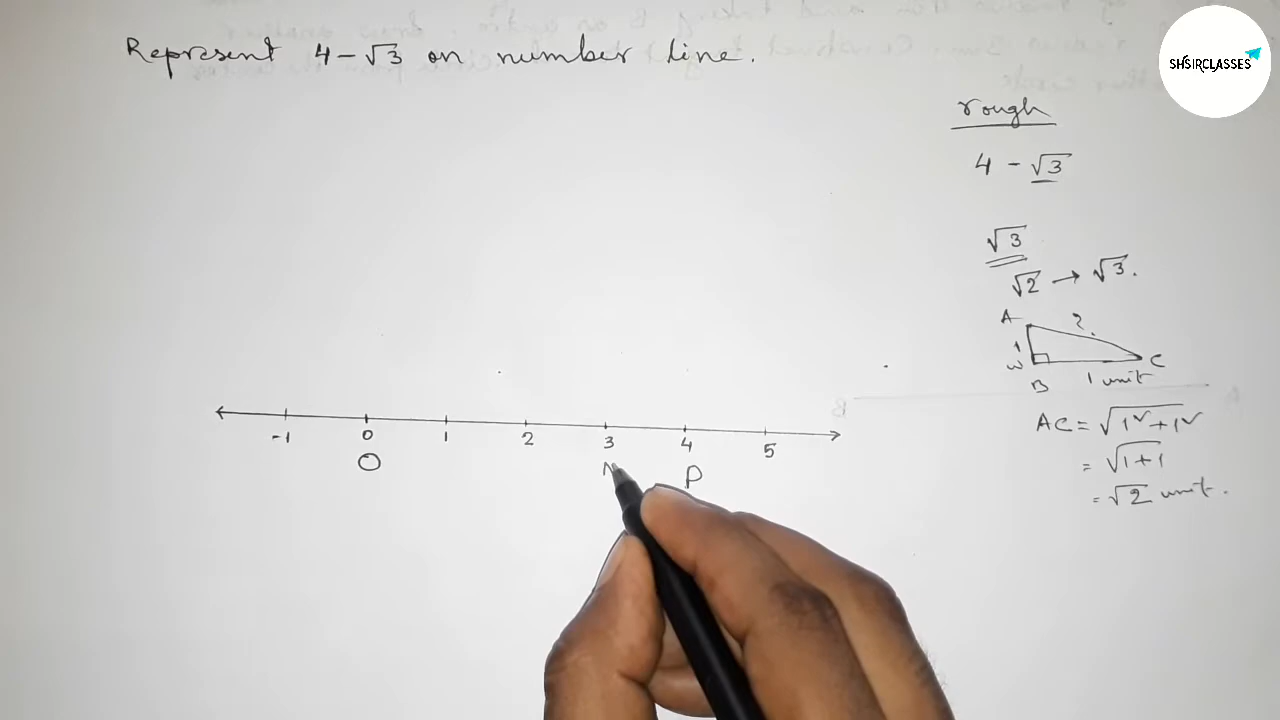 Represent 4 - √3 on number line.
SHSIRCLASSES
rough
4 - √3
√3
√2 → √3.
A ?
B 1 unit C
AC = √1² + 1²
= √1+1
= √2 unit.
-1 0 1 2 3 4 5
O P